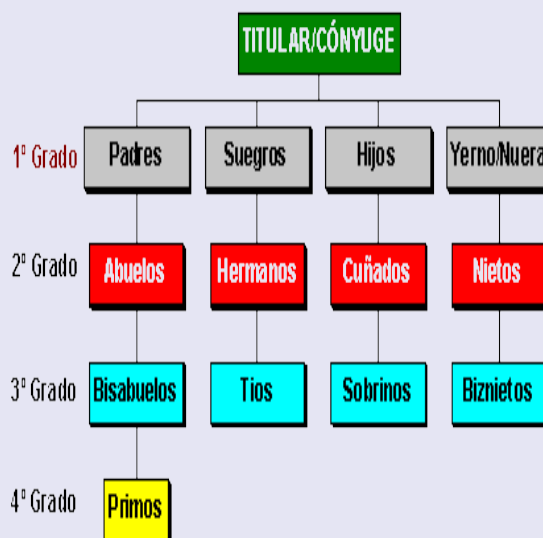 TITULAR/CÓNYUGE
1º Grado Padres Suegros Hijos Yerno/Nuera
2º Grado Abuelos Hermanos Cuñados Nietos
3º Grado Bisabuelos Tios Sobrinos Biznietos
4º Grado Primos